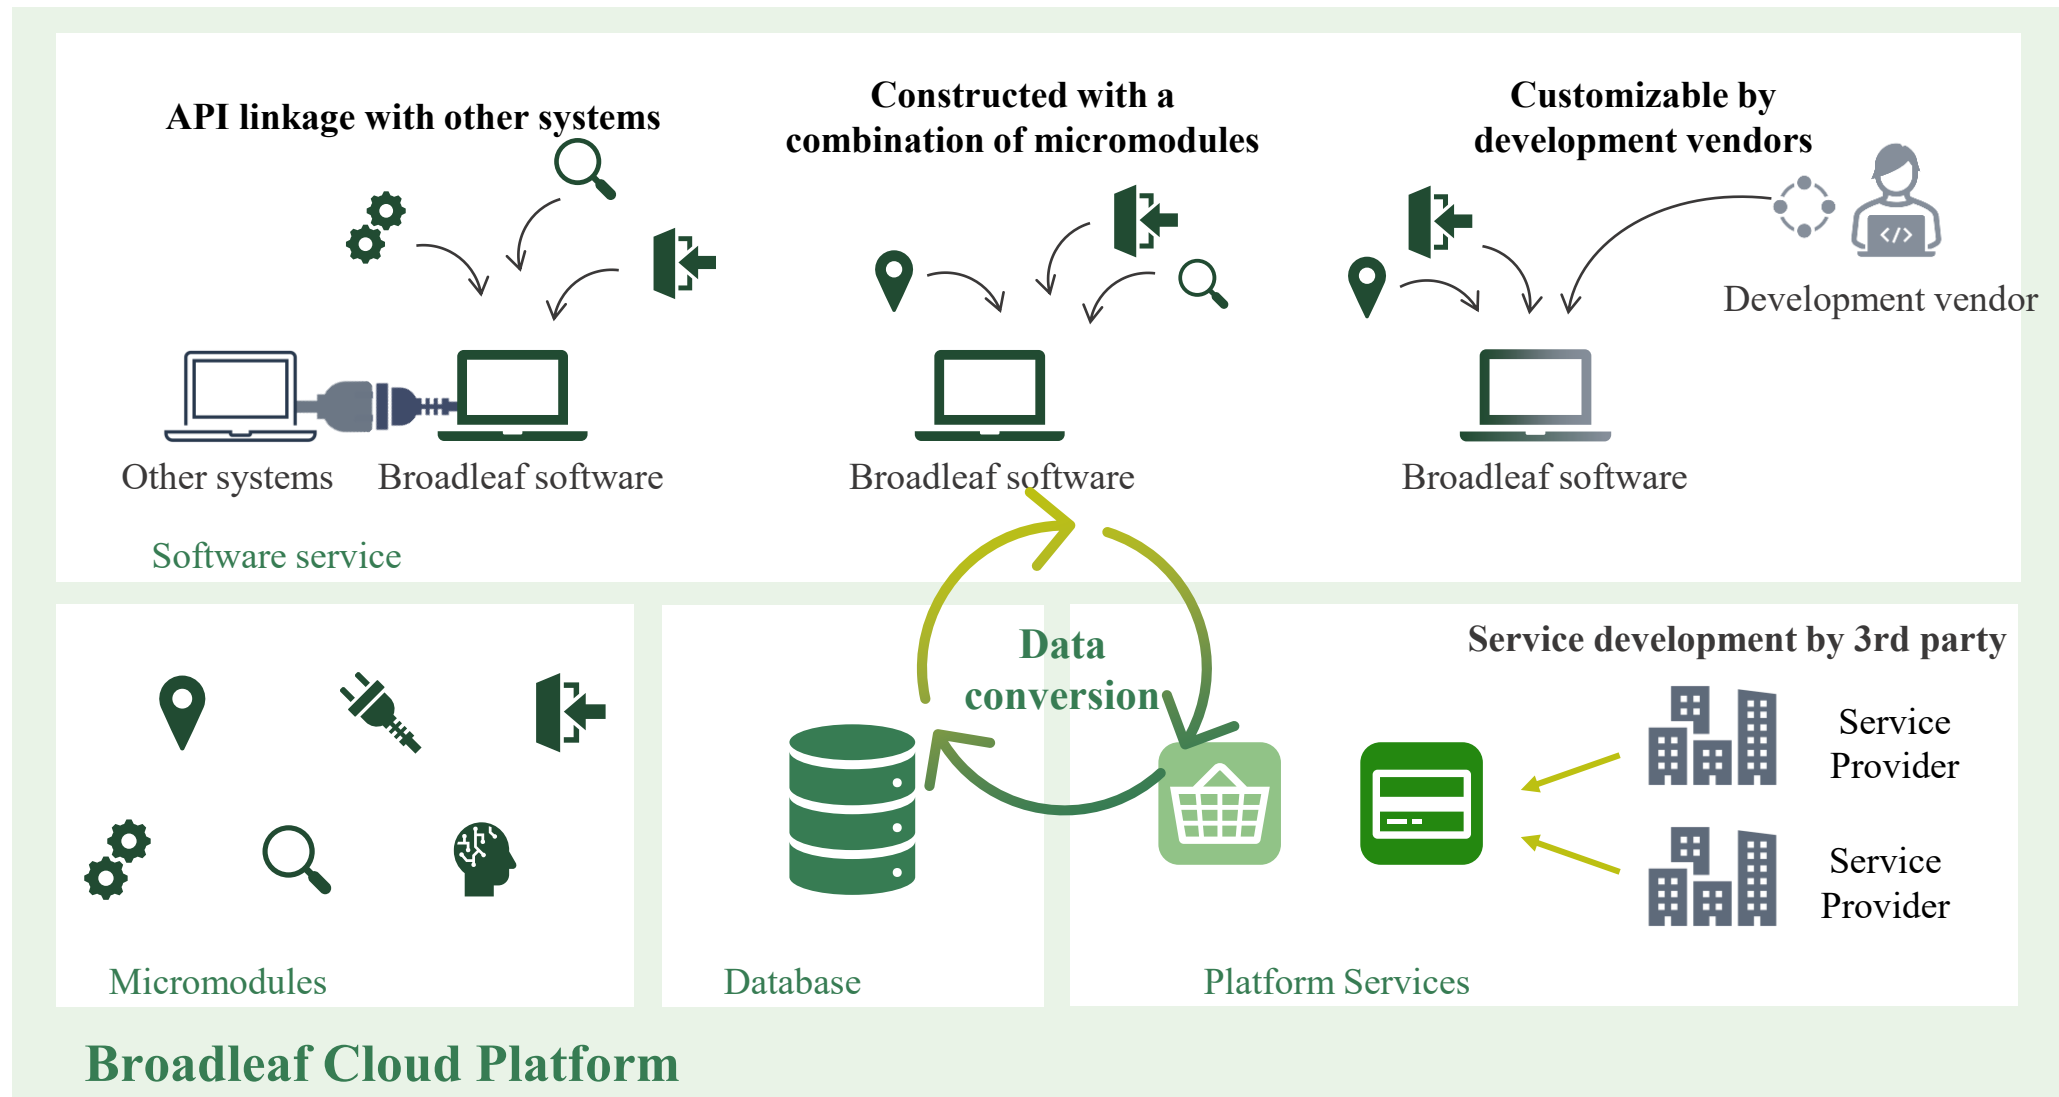 API linkage with other systems
Constructed with a
combination of micromodules
Customizable by
development vendors
</>
Development vendor
Other systems
Broadleaf software
Broadleaf software
Broadleaf software
Software service
Data
conversion
Service development by 3rd party
Service
Provider
Service
Provider
Micromodules
Database
Platform Services
Broadleaf Cloud Platform